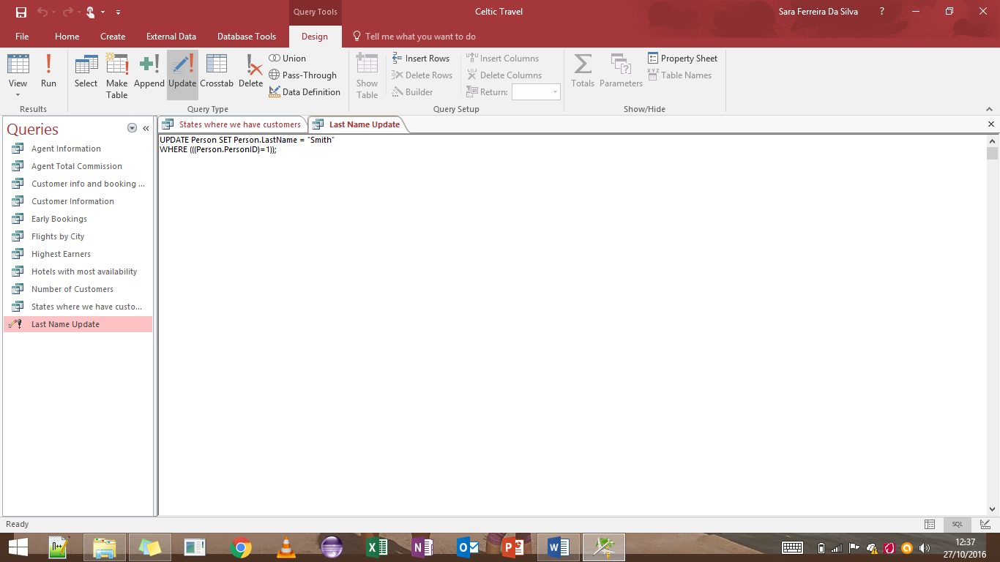 Query Tools
Celtic Travel
Sara Ferreira Da Silva
?
File
Home
Create
External Data
Database Tools
Design
Tell me what you want to do
View
Run
Select
Make Table
Append
Update
Crosstab
Delete
Union
Pass-Through
Data Definition
Show Table
Insert Rows
Delete Rows
Builder
Insert Columns
Delete Columns
Return:
Totals
Parameters
Property Sheet
Table Names
Results
Query Type
Query Setup
Show/Hide
Queries
«
States where we have customers
Last Name Update
Agent Information
Agent Total Commission
Customer info and booking ...
Customer Information
Early Bookings
Flights by City
Highest Earners
Hotels with most availability
Number of Customers
States where we have custo...
Last Name Update
UPDATE Person SET Person.LastName = "Smith"
WHERE (((Person.PersonID)=1));
Ready
SQL
12:37
27/10/2016